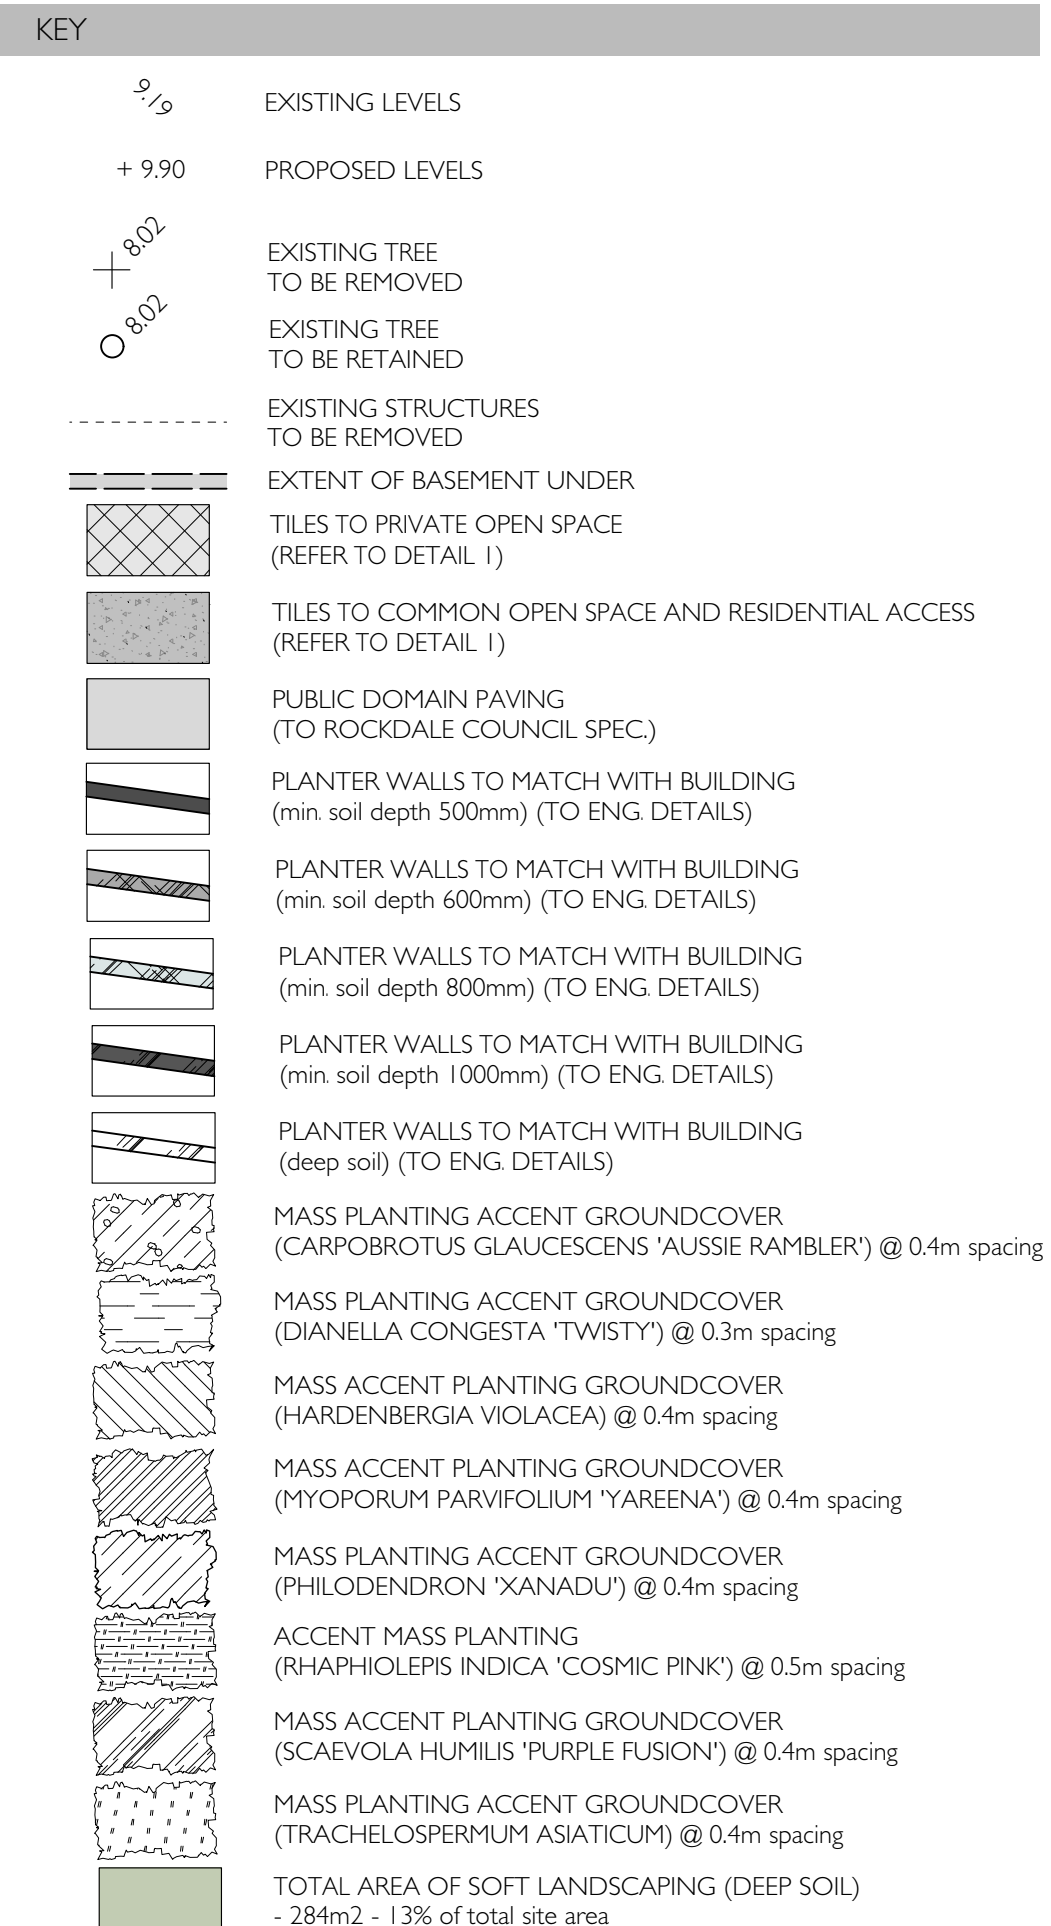 KEY
9.19
EXISTING LEVELS
+ 9.90
PROPOSED LEVELS
8.02
EXISTING TREE
TO BE REMOVED
8.02
EXISTING TREE
TO BE RETAINED
EXISTING STRUCTURES
TO BE REMOVED
EXTENT OF BASEMENT UNDER
TILES TO PRIVATE OPEN SPACE
(REFER TO DETAIL 1)
TILES TO COMMON OPEN SPACE AND RESIDENTIAL ACCESS
(REFER TO DETAIL 1)
PUBLIC DOMAIN PAVING
(TO ROCKDALE COUNCIL SPEC.)
PLANTER WALLS TO MATCH WITH BUILDING
(min. soil depth 500mm) (TO ENG. DETAILS)
PLANTER WALLS TO MATCH WITH BUILDING
(min. soil depth 600mm) (TO ENG. DETAILS)
PLANTER WALLS TO MATCH WITH BUILDING
(min. soil depth 800mm) (TO ENG. DETAILS)
PLANTER WALLS TO MATCH WITH BUILDING
(min. soil depth 1000mm) (TO ENG. DETAILS)
PLANTER WALLS TO MATCH WITH BUILDING
(deep soil) (TO ENG. DETAILS)
MASS PLANTING ACCENT GROUNDCOVER
(CARPOBROTUS GLAUCESCENS 'AUSSIE RAMBLER') @ 0.4m spacing
MASS PLANTING ACCENT GROUNDCOVER
(DIANELLA CONGESTA 'TWISTY') @ 0.3m spacing
MASS ACCENT PLANTING GROUNDCOVER
(HARDENBERGIA VIOLACEA) @ 0.4m spacing
MASS ACCENT PLANTING GROUNDCOVER
(MYOPORUM PARVIFOLIUM 'YAREENA') @ 0.4m spacing
MASS PLANTING ACCENT GROUNDCOVER
(PHILODENDRON 'XANADU') @ 0.4m spacing
ACCENT MASS PLANTING
(RHAPHIOLEPIS INDICA 'COSMIC PINK') @ 0.5m spacing
MASS ACCENT PLANTING GROUNDCOVER
(SCAEVOLA HUMILIS 'PURPLE FUSION') @ 0.4m spacing
MASS PLANTING ACCENT GROUNDCOVER
(TRACHELOSPERMUM ASIATICUM) @ 0.4m spacing
TOTAL AREA OF SOFT LANDSCAPING (DEEP SOIL)
- 284m2 - 13% of total site area